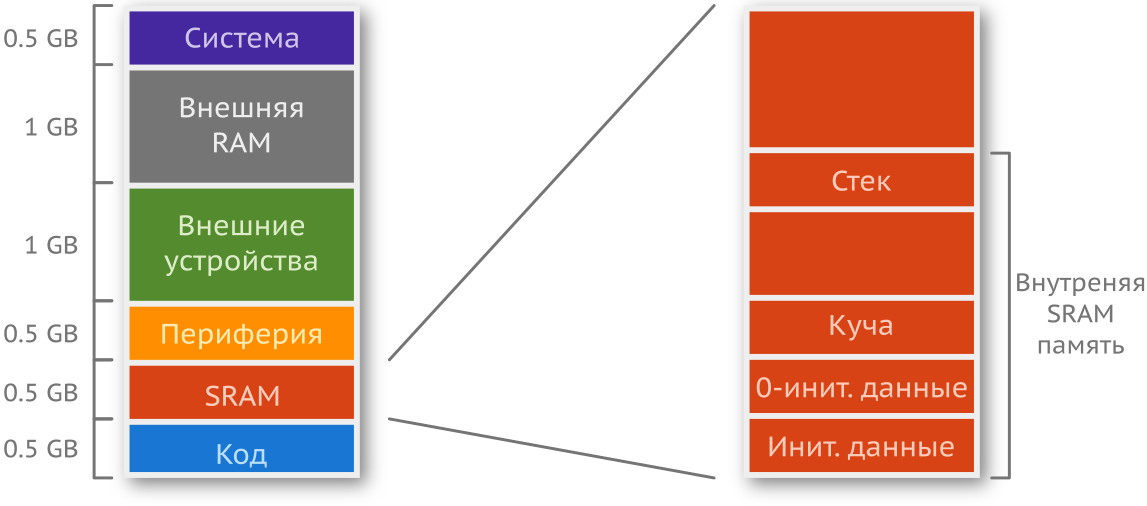 0.5 GB
Система
1 GB
Внешняя
RAM
1 GB
Внешние
устройства
0.5 GB
Периферия
0.5 GB
SRAM
0.5 GB
Код
Стек
Куча
0-инит. данные
Инит. данные
Внутреняя
SRAM
память